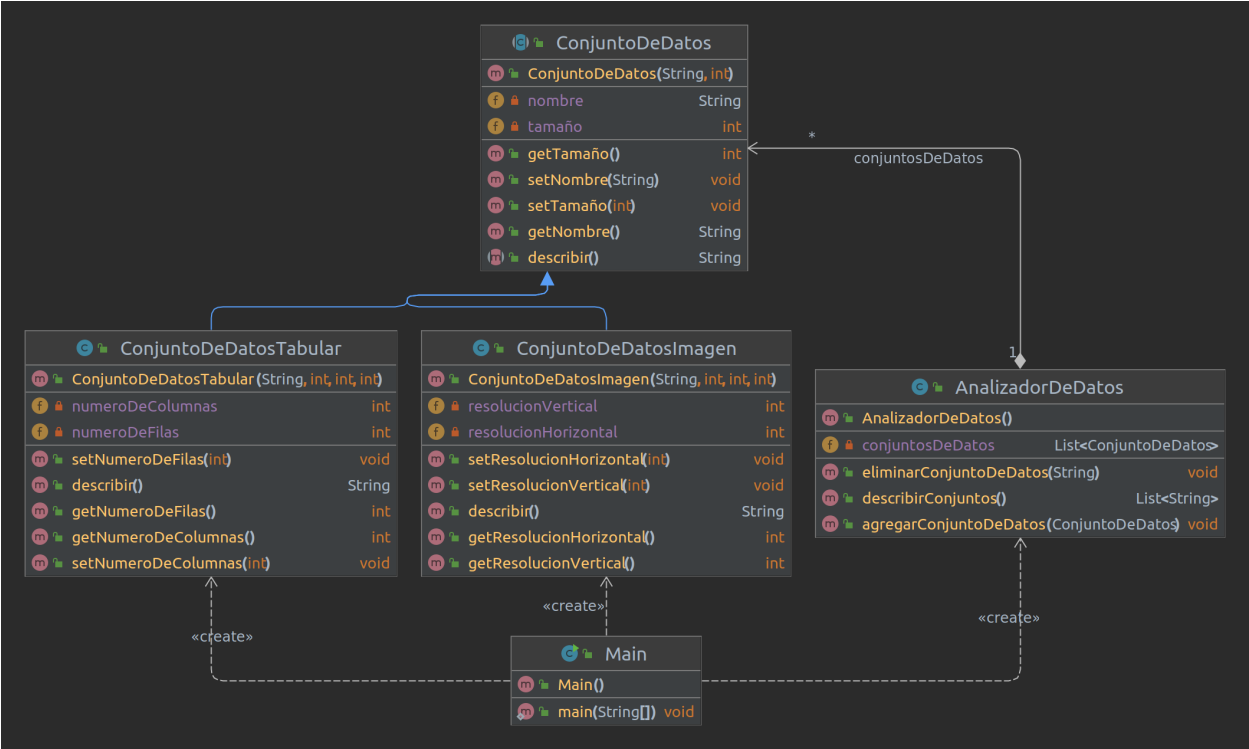 ConjuntoDeDatos
ConjuntoDeDatos(String, int)
nombre String
tamaño int
getTamaño() int
setNombre(String) void
setTamaño(int) void
getNombre() String
describir() String
*
conjuntosDeDatos
1
ConjuntoDeDatosTabular
ConjuntoDeDatosTabular(String, int, int, int)
numeroDeColumnas int
numeroDeFilas int
setNumeroDeFilas(int) void
describir() String
getNumeroDeFilas() int
getNumeroDeColumnas() int
setNumeroDeColumnas(int) void
ConjuntoDeDatosImagen
ConjuntoDeDatosImagen(String, int, int, int)
resolucionVertical int
resolucionHorizontal int
setResolucionHorizontal(int) void
setResolucionVertical(int) void
describir() String
getResolucionHorizontal() int
getResolucionVertical() int
AnalizadorDeDatos
AnalizadorDeDatos()
conjuntosDeDatos List<ConjuntoDeDatos>
eliminarConjuntoDeDatos(String) void
describirConjuntos() List<String>
agregarConjuntoDeDatos(ConjuntoDeDatos) void
«create»
«create»
«create»
Main
Main()
main(String[]) void